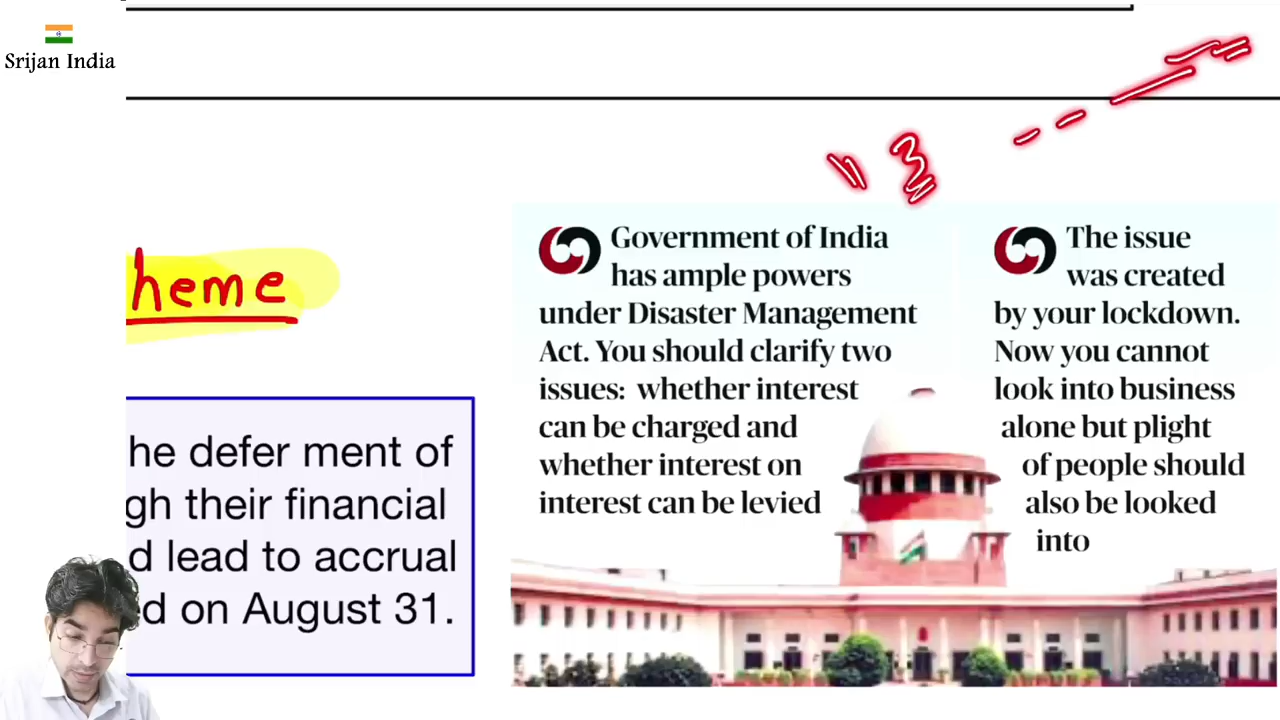 Srijan India
heme
he defer ment of
gh their financial
d lead to accrual
ed on August 31.
Government of India
has ample powers
under Disaster Management
Act. You should clarify two
issues: whether interest
can be charged and
whether interest on
interest can be levied
The issue
was created
by your lockdown.
Now you cannot
look into business
alone but plight
of people should
also be looked
into